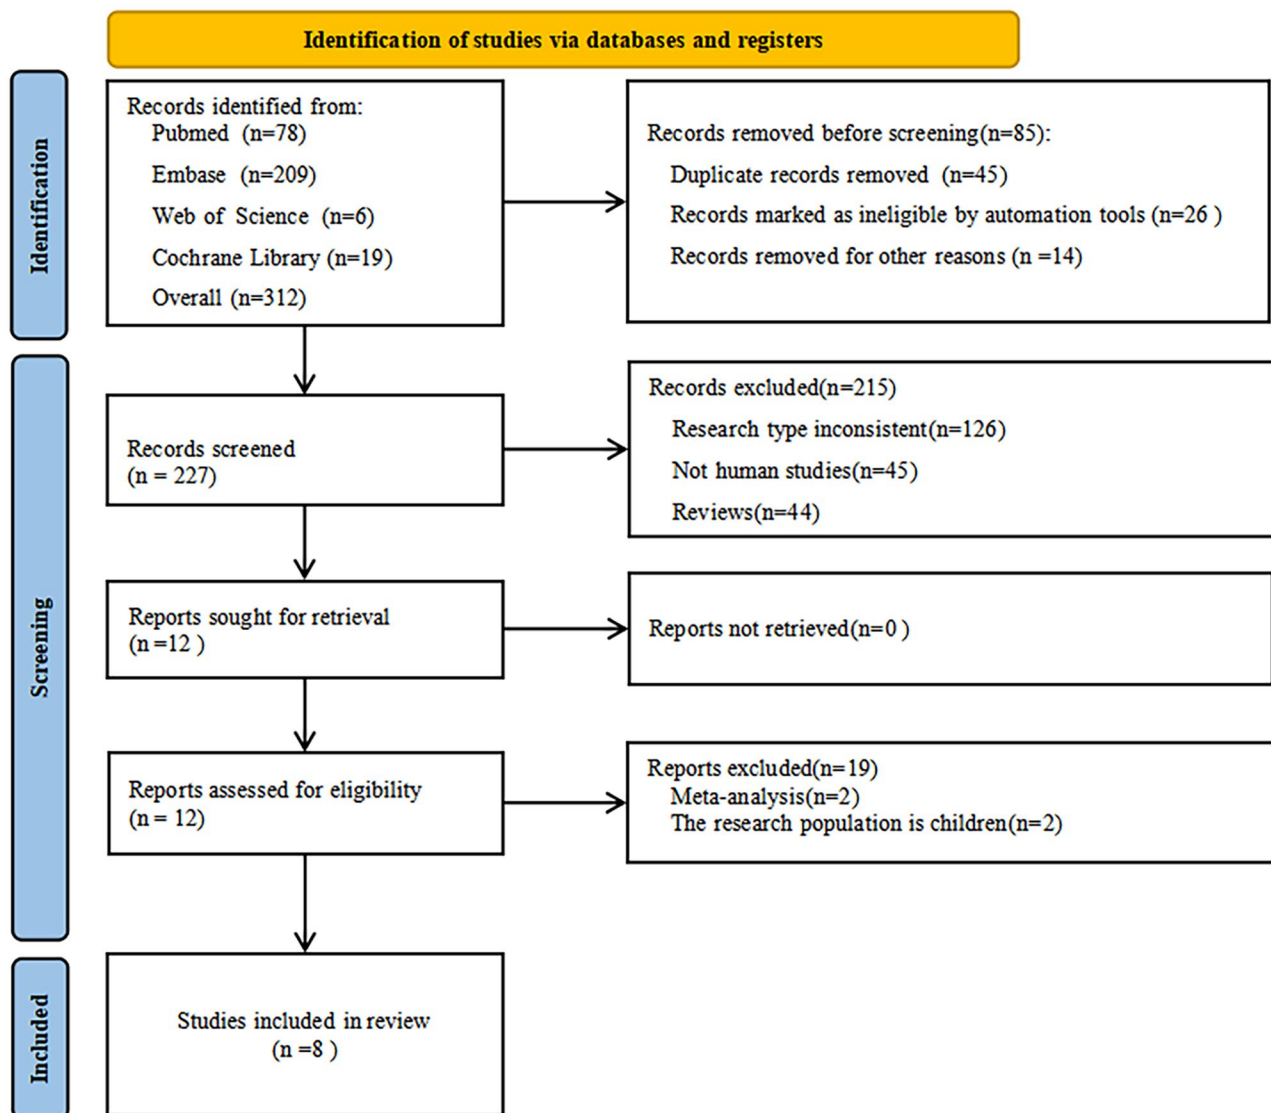 Identification of studies via databases and registers
Identification
Records identified from:
Pubmed (n=78)
Embase (n=209)
Web of Science (n=6)
Cochrane Library (n=19)
Overall (n=312)
Records removed before screening(n=85):
Duplicate records removed (n=45)
Records marked as ineligible by automation tools (n=26 )
Records removed for other reasons (n =14)
Screening
Records screened
(n = 227)
Records excluded(n=215)
Research type inconsistent(n=126)
Not human studies(n=45)
Reviews(n=44)
Reports sought for retrieval
(n =12 )
Reports not retrieved(n=0 )
Reports assessed for eligibility
(n = 12)
Reports excluded(n=19)
Meta-analysis(n=2)
The research population is children(n=2)
Included
Studies included in review
(n =8 )